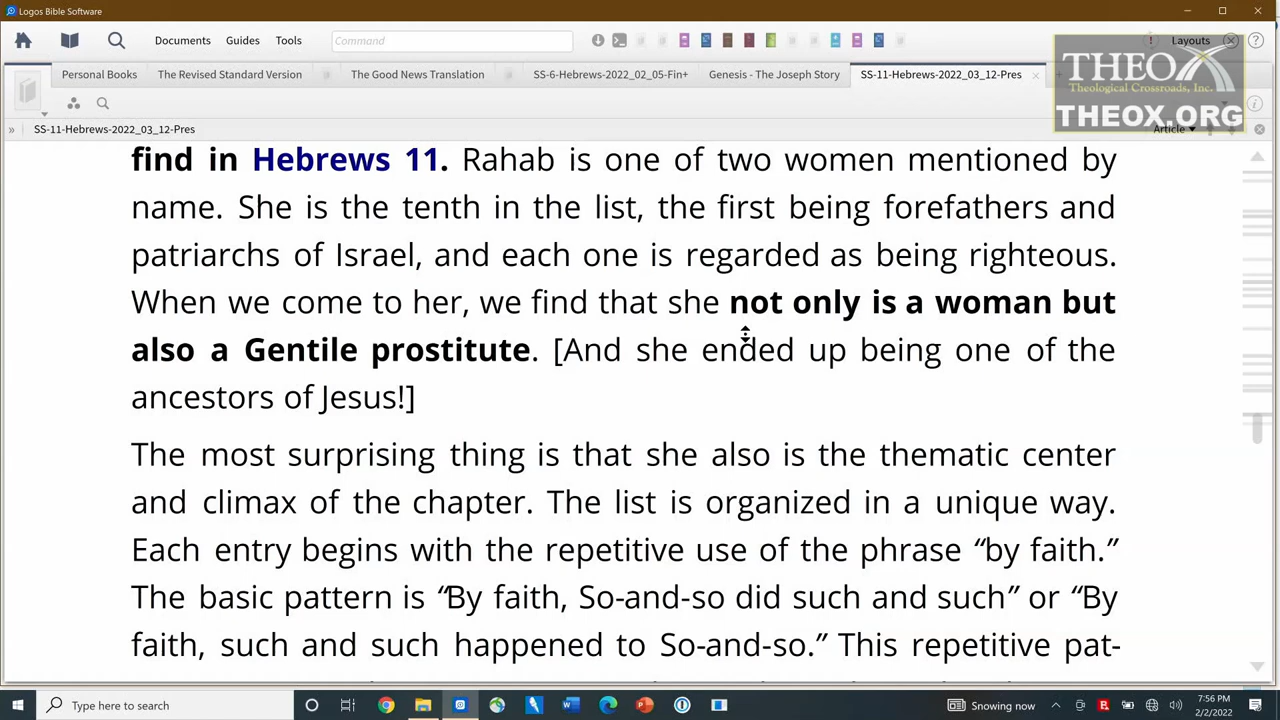 Logos Bible Software
Documents Guides Tools Command Layouts
THEOX
Theological Crossroads, Inc.
THEOX.ORG
Personal Books The Revised Standard Version The Good News Translation SS-6-Hebrews-2022_02_05-Fin+ Genesis - The Joseph Story SS-11-Hebrews-2022_03_12-Pres
SS-11-Hebrews-2022_03_12-Pres Article
find in Hebrews 11. Rahab is one of two women mentioned by
name. She is the tenth in the list, the first being forefathers and
patriarchs of Israel, and each one is regarded as being righteous.
When we come to her, we find that she not only is a woman but
also a Gentile prostitute. [And she ended up being one of the
ancestors of Jesus!]
The most surprising thing is that she also is the thematic center
and climax of the chapter. The list is organized in a unique way.
Each entry begins with the repetitive use of the phrase “by faith.”
The basic pattern is “By faith, So-and-so did such and such” or “By
faith, such and such happened to So-and-so.” This repetitive pat-
Type here to search Showing now 7:56 PM
2/2/2022